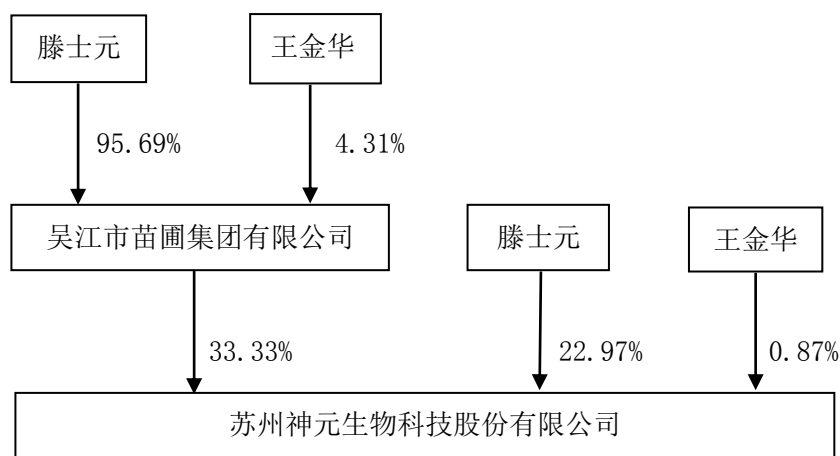 滕士元
王金华
95.69%
4.31%
吴江市苗圃集团有限公司
滕士元
王金华
33.33%
22.97%
0.87%
苏州神元生物科技股份有限公司